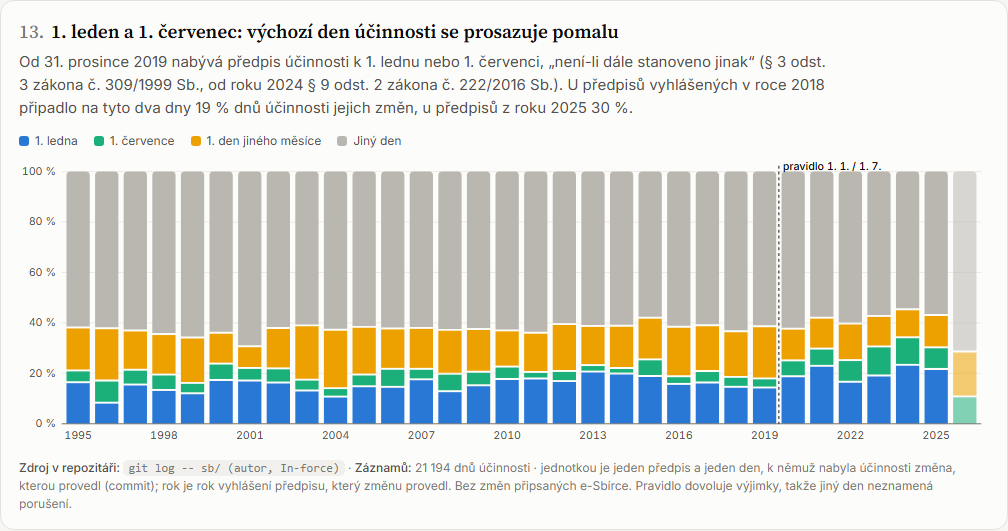 13. 1. leden a 1. červenec: výchozí den účinnosti se prosazuje pomalu
Od 31. prosince 2019 nabývá předpis účinnosti k 1. lednu nebo 1. červenci, „není-li dále stanoveno jinak“ (§ 3 odst.
3 zákona č. 309/1999 Sb., od roku 2024 § 9 odst. 2 zákona č. 222/2016 Sb.). U předpisů vyhlášených v roce 2018
připadlo na tyto dva dny 19 % dnů účinnosti jejich změn, u předpisů z roku 2025 30 %.
1. ledna 1. července 1. den jiného měsíce Jiný den
pravidlo 1. 1. / 1. 7.
100 %
80 %
60 %
40 %
20 %
0 %
1995 1998 2001 2004 2007 2010 2013 2016 2019 2022 2025
Zdroj v repozitáři: git log -- sb/ (autor, In-force) · Záznamů: 21 194 dnů účinnosti · jednotkou je jeden předpis a jeden den, k němuž nabyla účinnosti změna,
kterou provedl (commit); rok je rok vyhlášení předpisu, který změnu provedl. Bez změn připsaných e-Sbírce. Pravidlo dovoluje výjimky, takže jiný den neznamená
porušení.